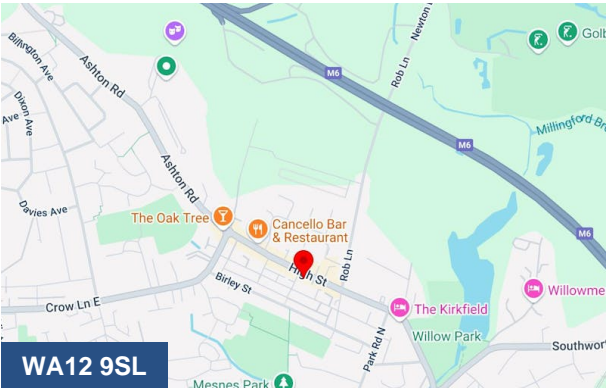 Billington Ave
Ashton Rd
Dixon Ave
Ave
Davies Ave
Ashton Rd
Newton
Rob Ln
M6
Golb
Millingford Br
M6
M6
The Oak Tree
Cancello Bar
& Restaurant
High St
Rob Ln
Birley St
Crow Ln E
The Kirkfield
Willowme
Willow Park
Park Rd N
Southwor
Mesnes Park
WA12 9SL